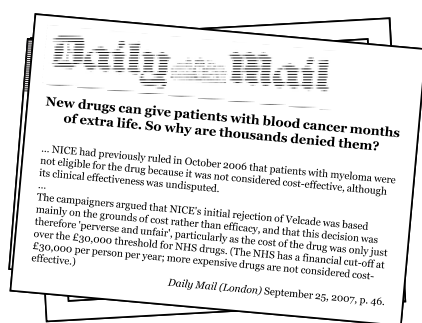 Daily Mail
New drugs can give patients with blood cancer months
of extra life. So why are thousands denied them?
... NICE had previously ruled in October 2006 that patients with myeloma were
not eligible for the drug because it was not considered cost-effective, although
its clinical effectiveness was undisputed.
...
The campaigners argued that NICE's initial rejection of Velcade was based
mainly on the grounds of cost rather than efficacy, and that this decision was
therefore 'perverse and unfair', particularly as the cost of the drug was only just
over the £30,000 threshold for NHS drugs. (The NHS has a financial cut-off at
£30,000 per person per year; more expensive drugs are not considered cost-
effective.)
Daily Mail (London) September 25, 2007, p. 46.